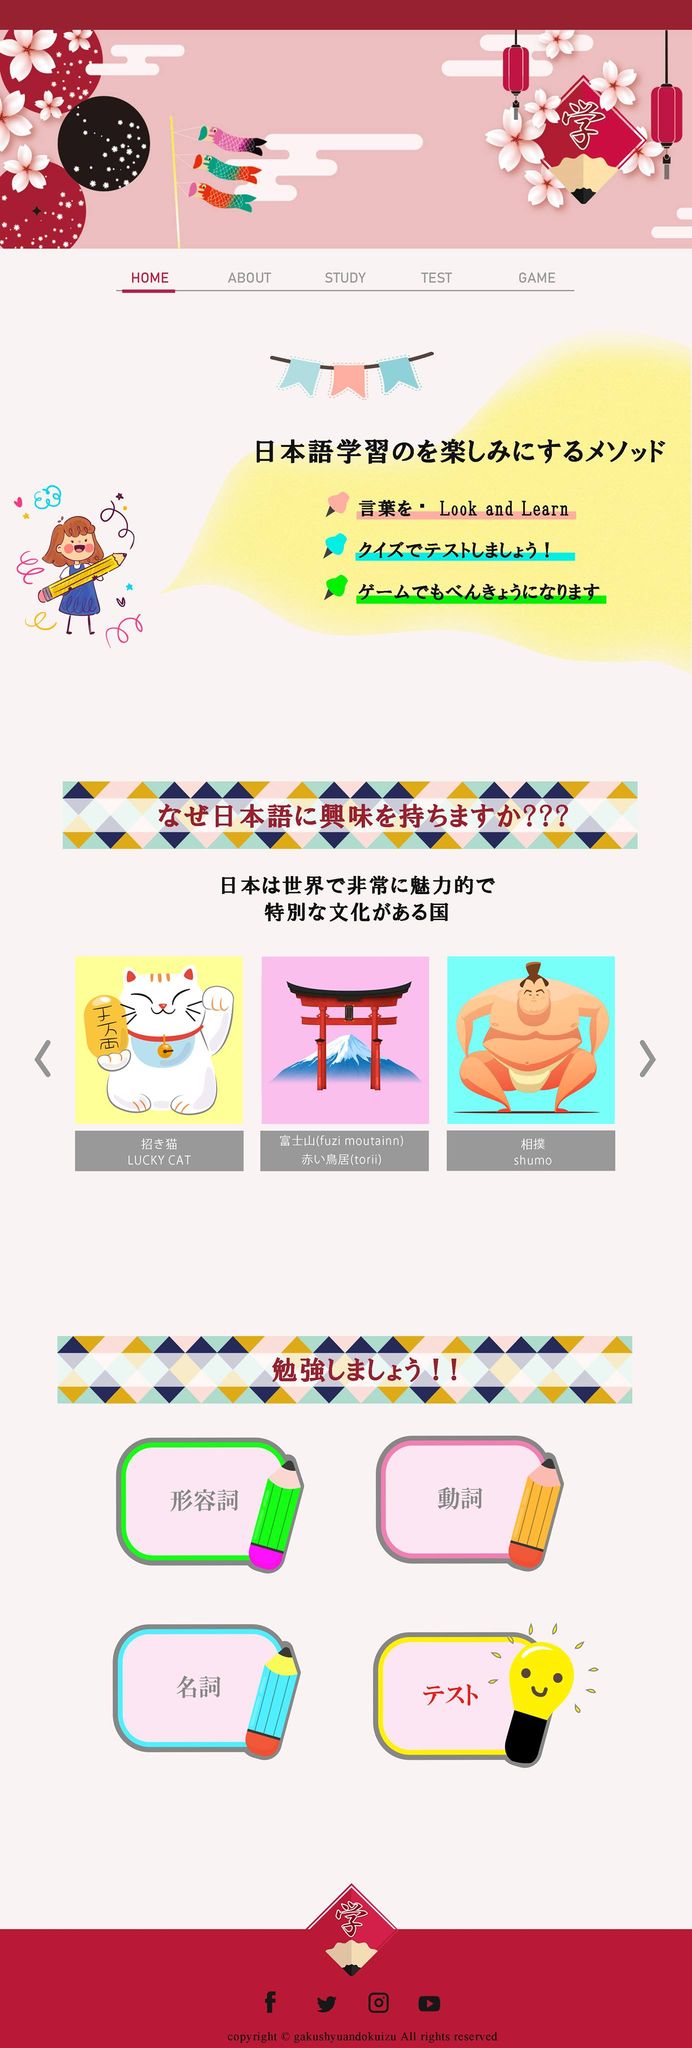 学
HOME ABOUT STUDY TEST GAME
日本語学習のを楽しみにするメソッド
言葉を Look and Learn
クイズでテストしましょう！
ゲームでもべんきょうになります
なぜ日本語に興味を持ちますか???
日本は世界で非常に魅力的で
特別な文化がある国
招き猫
LUCKY CAT
富士山(fuzi moutainn)
赤い鳥居(torii)
相撲
shumo
勉強しましょう！！
形容詞
動詞
名詞
テスト
学
copyright © gakushyuandokuizu All rights reserved